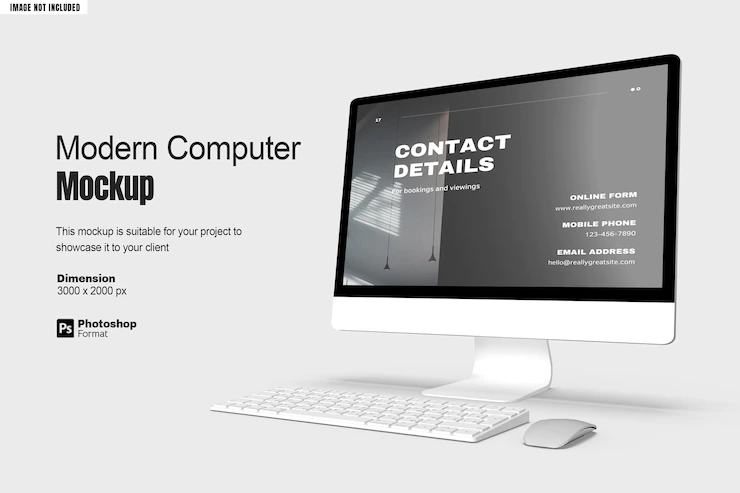 IMAGE NOT INCLUDED
Modern Computer
Mockup
This mockup is suitable for your project to
showcase it to your client
Dimension
3000 x 2000 px
Ps
Photoshop
Format
17
CONTACT
DETAILS
For bookings and viewings
ONLINE FORM
www.reallygreatsite.com
MOBILE PHONE
123-456-7890
EMAIL ADDRESS
hello@reallygreatsite.com